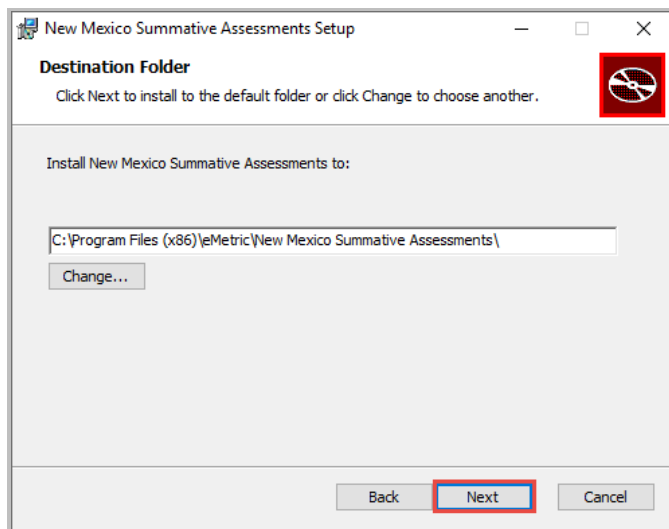 New Mexico Summative Assessments Setup
Destination Folder
Click Next to install to the default folder or click Change to choose another.
Install New Mexico Summative Assessments to:
C:\Program Files (x86)\eMetric\New Mexico Summative Assessments\
Change...
Back Next Cancel